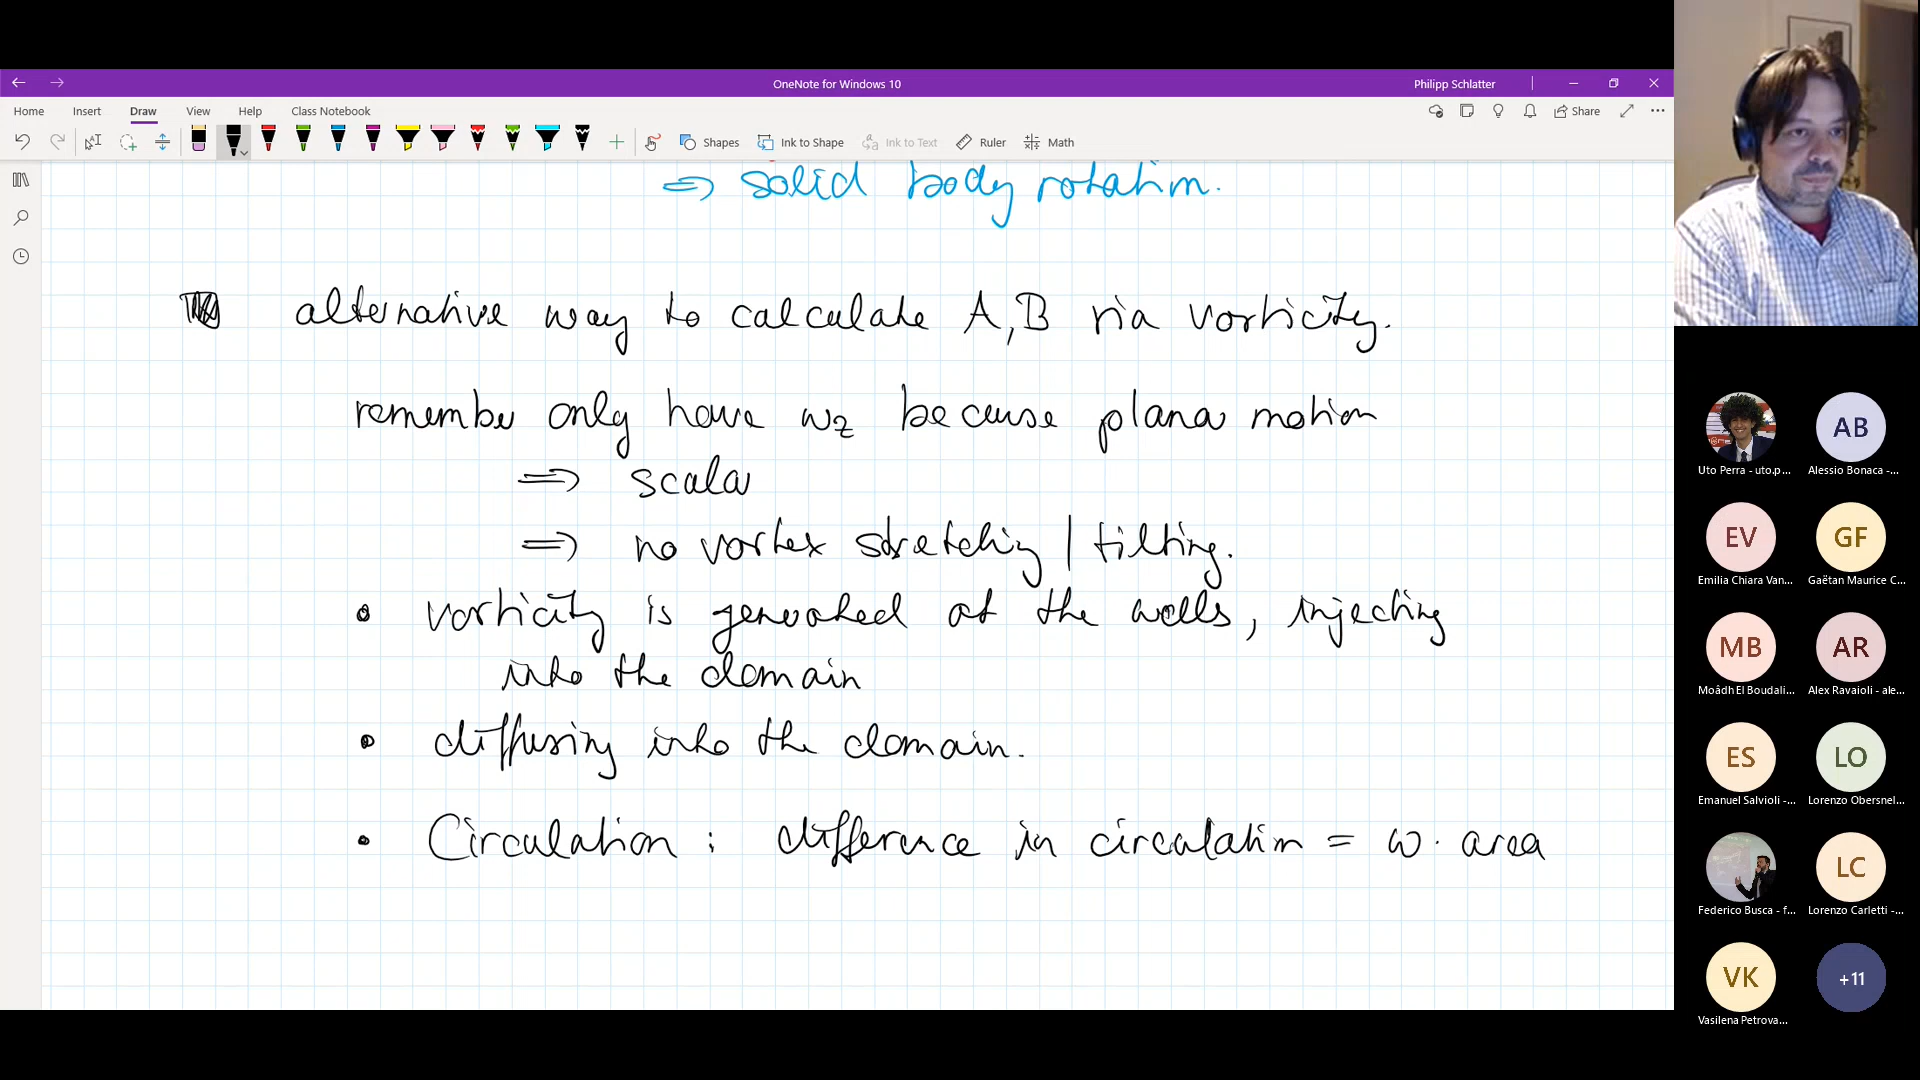 OneNote for Windows 10
Philipp Schlatter
Home Insert Draw View Help Class Notebook
Share
Shapes Ink to Shape Ink to Text Ruler Math
=> solid body rotation.
alternative way to calculate A,B via vorticity.
remember only have ωz because planar motion
=> scalar
=> no vortex stretching / tilting.
• vorticity is generated at the walls, injecting
into the domain
• diffusing into the domain.
• Circulation : difference in circulation = ω · area
Uto Perra - uto.p...
AB
Alessio Bonaca -...
EV
Emilia Chiara Van...
GF
Gaëtan Maurice C...
MB
Moâdh El Boudali...
AR
Alex Ravaioli - ale...
ES
Emanuel Salvioli -...
LO
Lorenzo Obersnel...
Federico Busca - f...
LC
Lorenzo Carletti -...
VK
Vasilena Petrova...
+11